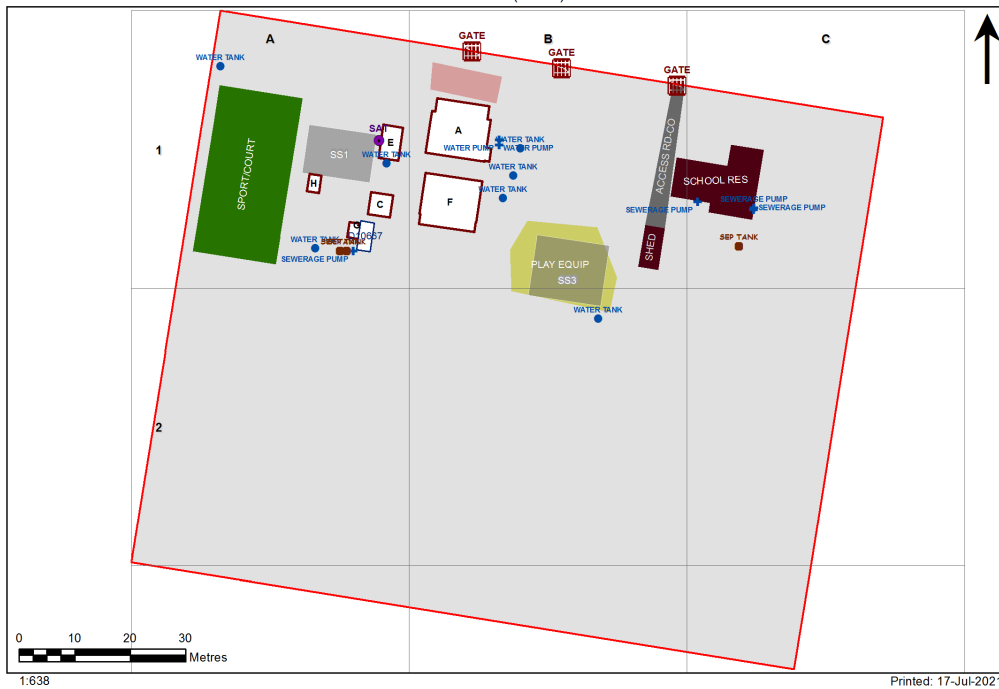 A
B
C
GATE
GATE
GATE
WATER TANK
1
SPORT/COURT
SS1
SA1
E
WATER TANK
H
C
G
D10667
WATER TANK
SEWERAGE PUMP
A
WATER TANK
WATER PUMP
WATER PUMP
WATER TANK
WATER TANK
F
ACCESS RD-CO
SCHOOL RES
SEWERAGE PUMP
SEWERAGE PUMP
SEWERAGE PUMP
SHED
SEP TANK
PLAY EQUIP
SS3
WATER TANK
2
0 10 20 30
Metres
1:638
Printed: 17-Jul-2021